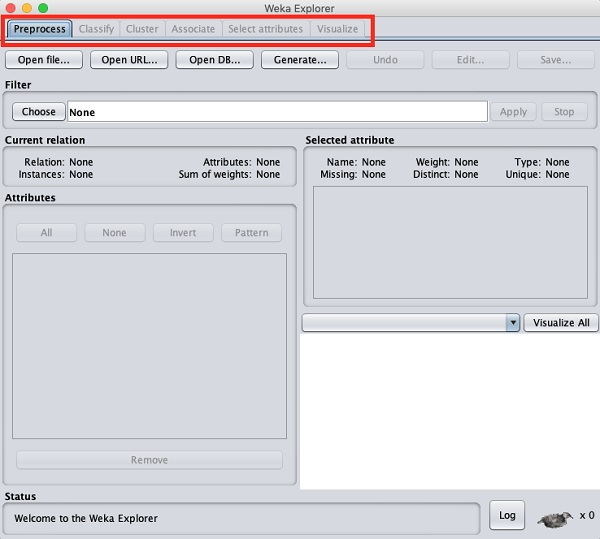 Weka Explorer
Preprocess Classify Cluster Associate Select attributes Visualize
Open file... Open URL... Open DB... Generate... Undo Edit... Save...
Filter
Choose None Apply Stop
Current relation
Relation: None Attributes: None
Instances: None Sum of weights: None
Selected attribute
Name: None Weight: None Type: None
Missing: None Distinct: None Unique: None
Attributes
All None Invert Pattern
Remove
Visualize All
Status
Welcome to the Weka Explorer
Log x 0